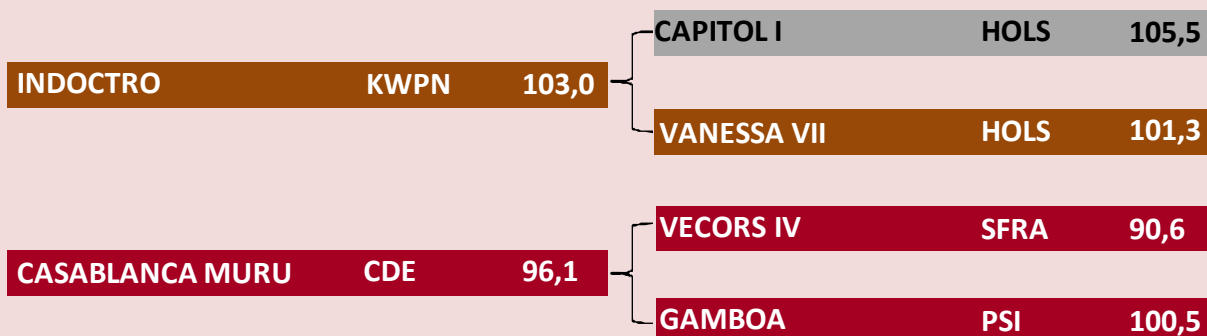 CAPITOL I HOLS 105,5
INDOCTRO KWPN 103,0
VANESSA VII HOLS 101,3
VECORS IV SFRA 90,6
CASABLANCA MURU CDE 96,1
GAMBOA PSI 100,5